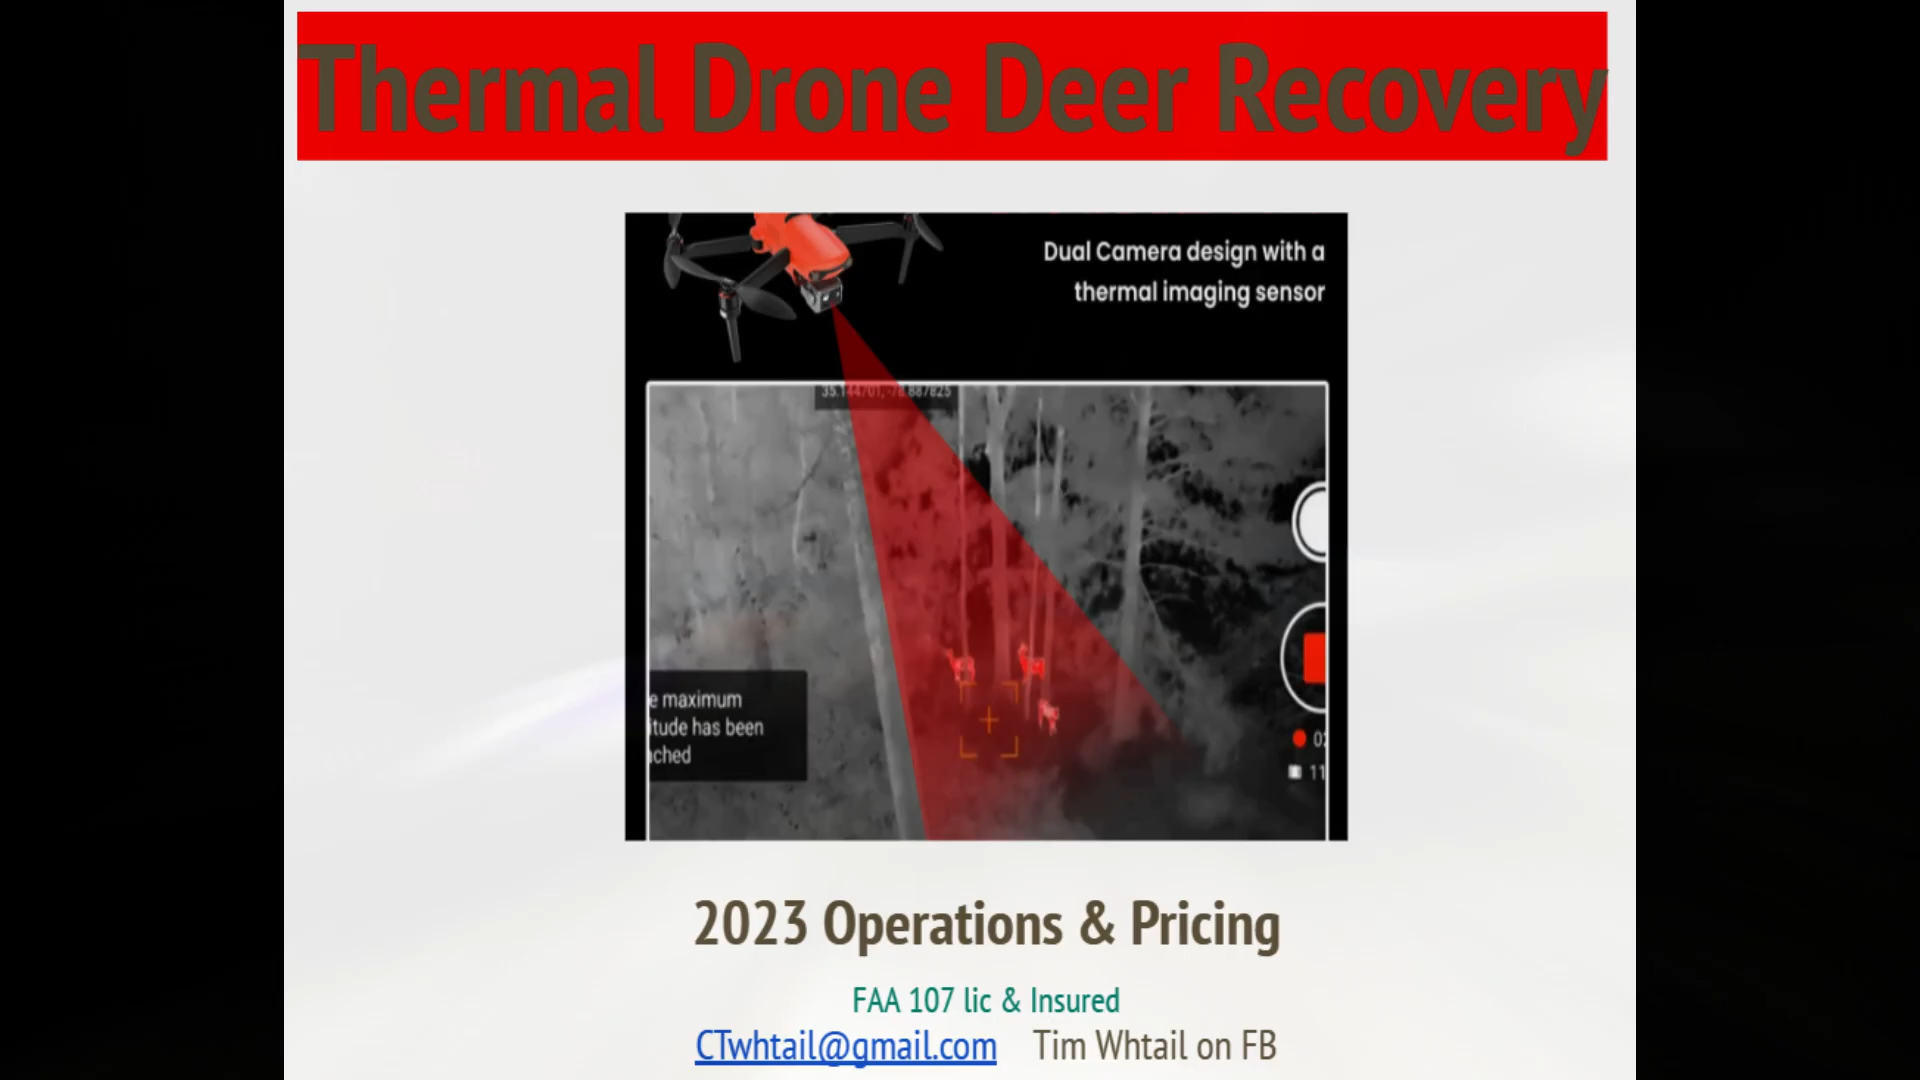 Thermal Drone Deer Recovery
Dual Camera design with a
thermal imaging sensor
e maximum
itude has been
ched
2023 Operations & Pricing
FAA 107 lic & Insured
CTwhtail@gmail.com Tim Whtail on FB